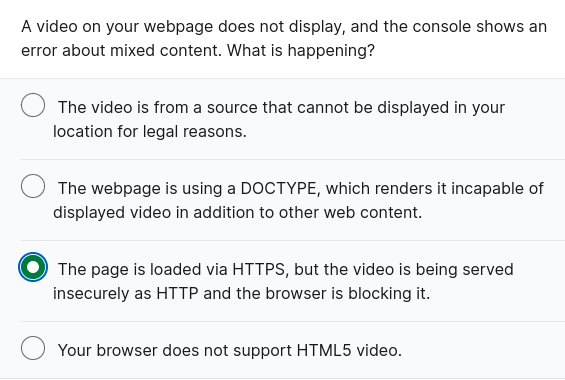 A video on your webpage does not display, and the console shows an
error about mixed content. What is happening?
The video is from a source that cannot be displayed in your
location for legal reasons.
The webpage is using a DOCTYPE, which renders it incapable of
displayed video in addition to other web content.
The page is loaded via HTTPS, but the video is being served
insecurely as HTTP and the browser is blocking it.
Your browser does not support HTML5 video.